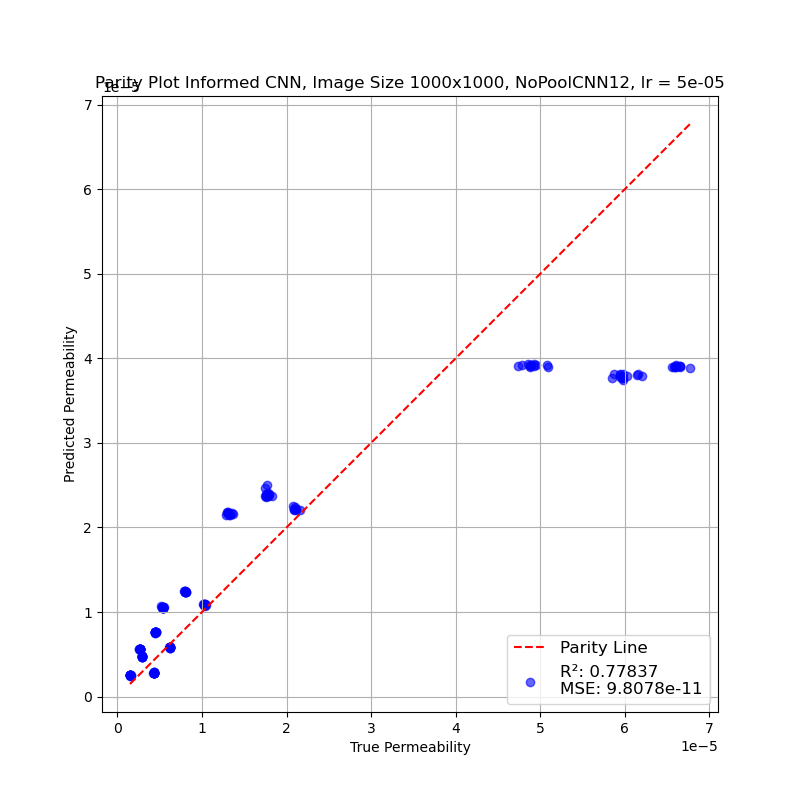 Parity Plot Informed CNN, Image Size 1000x1000, NoPoolCNN12, lr = 5e-05
1e−5
7
6
5
4
3
2
1
0
Predicted Permeability
Parity Line
R²: 0.77837
MSE: 9.8078e-11
0 1 2 3 4 5 6 7
True Permeability
1e−5